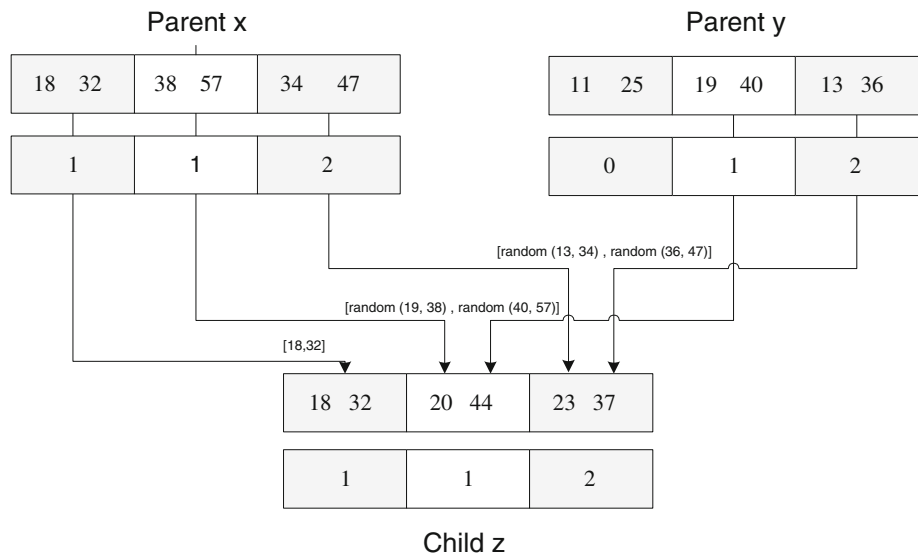 Parent x Parent y
18 32 38 57 34 47 11 25 19 40 13 36
1 1 2 0 1 2
[random (13, 34) , random (36, 47)]
[random (19, 38) , random (40, 57)]
[18,32]
18 32 20 44 23 37
1 1 2
Child z